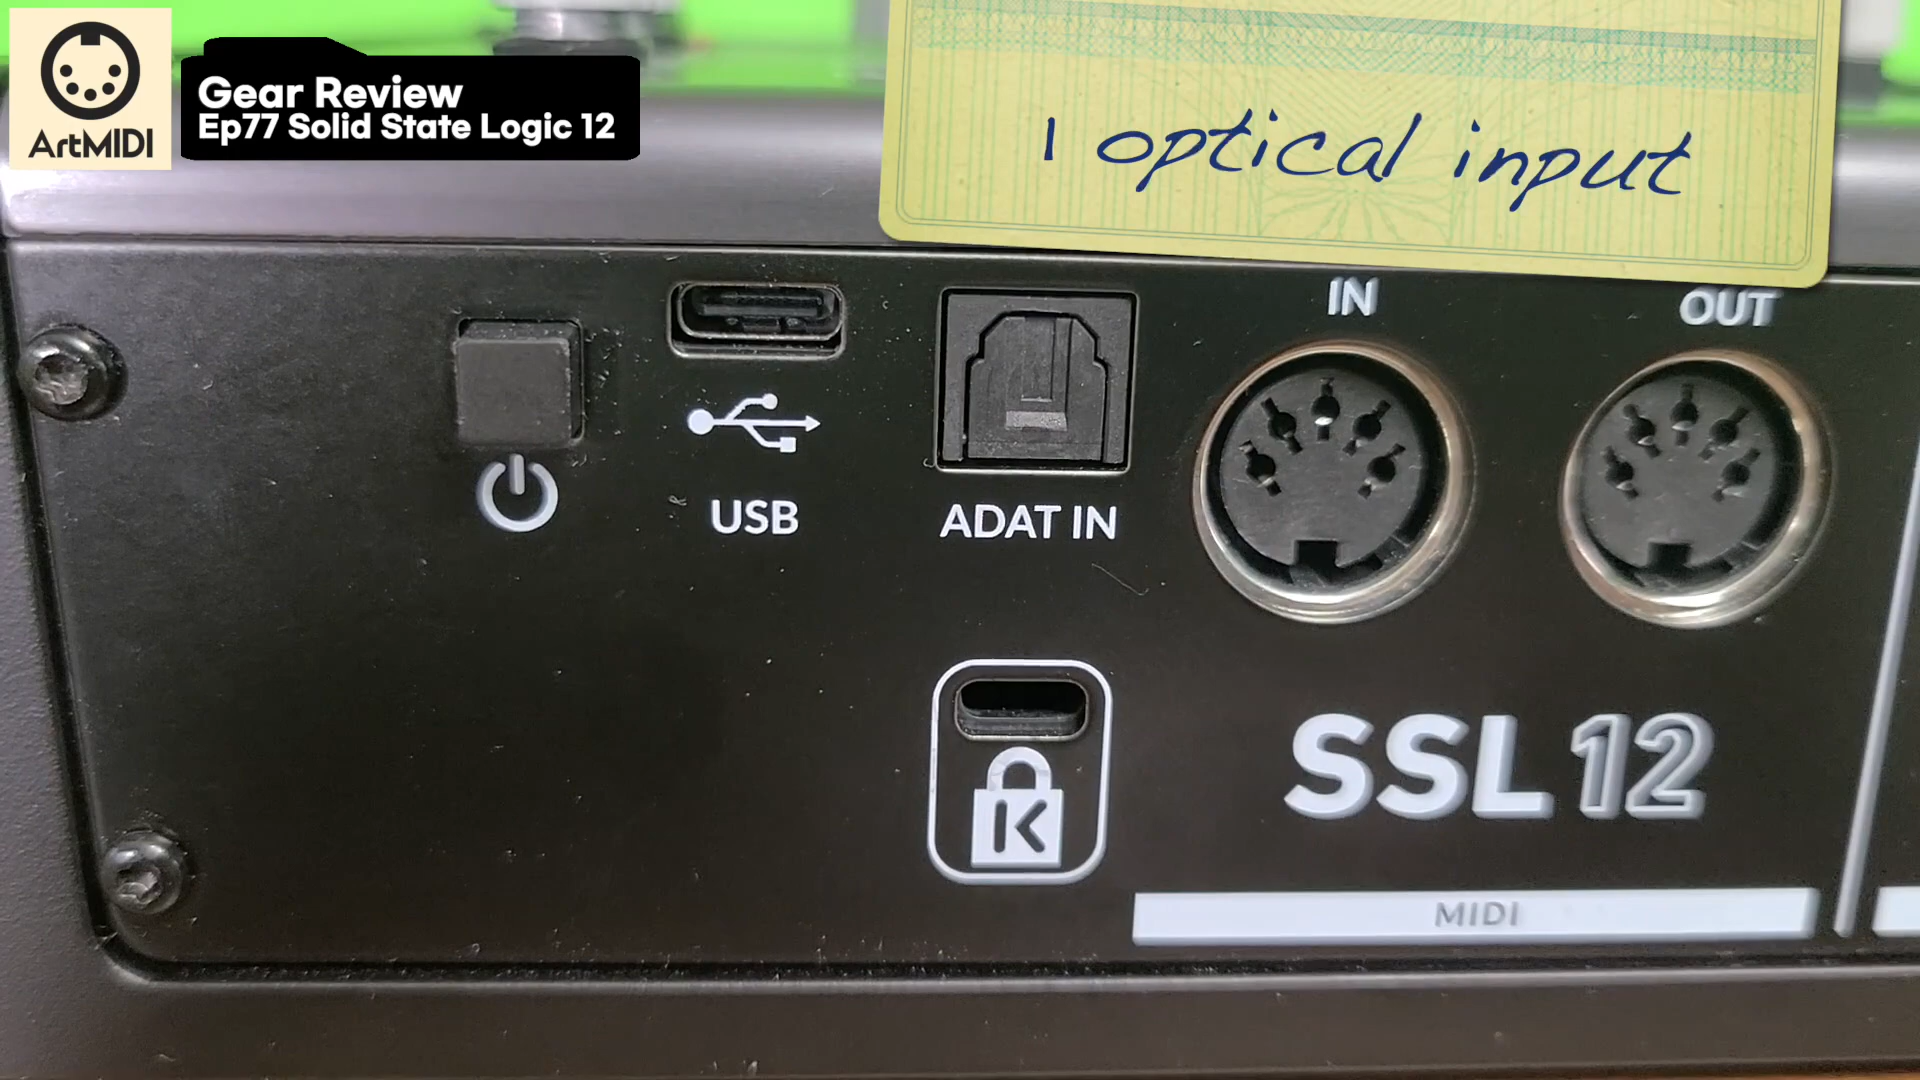 ArtMIDI
Gear Review
Ep77 Solid State Logic 12
1 optical input
IN
OUT
USB
ADAT IN
K
SSL 12
MIDI